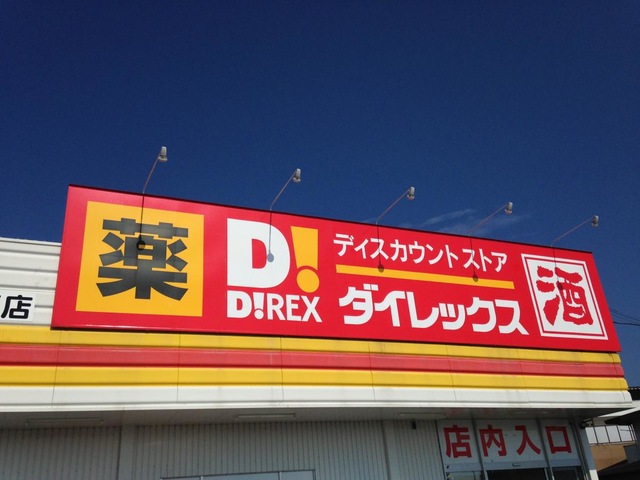 薬
D!
D!REX
ディスカウント ストア
ダイレックス
酒
店
店内入口